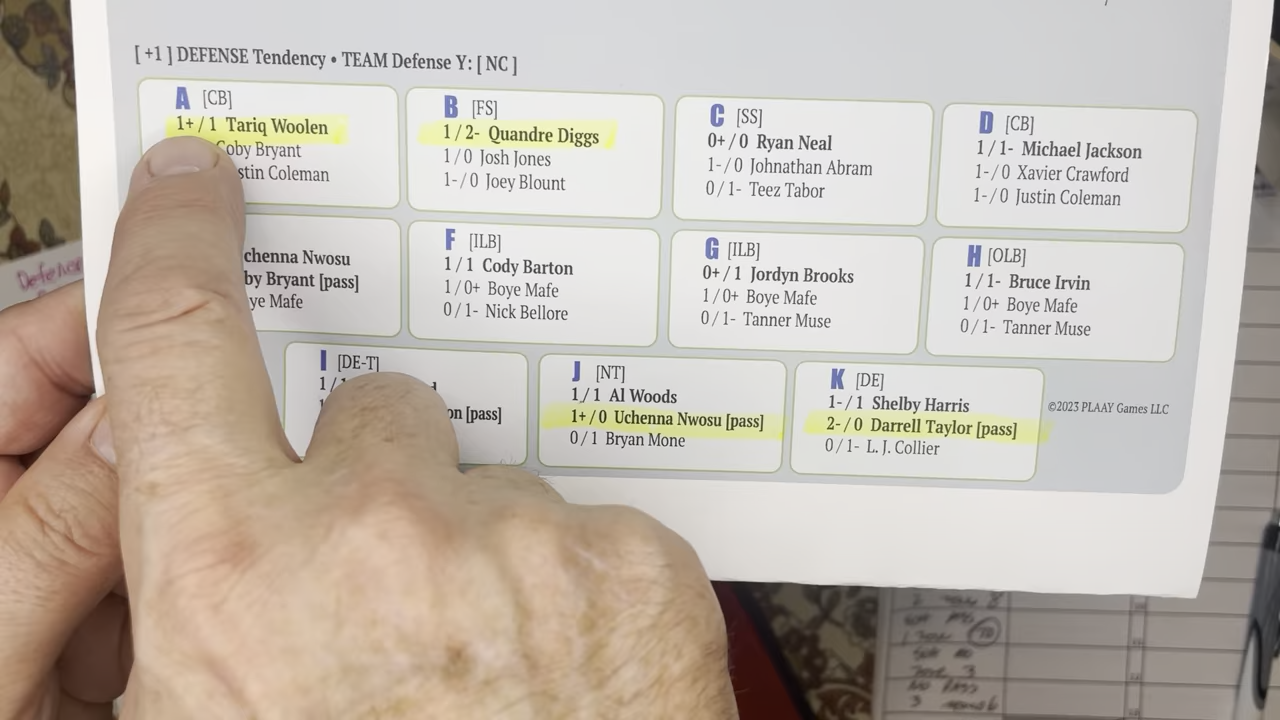 [ +1 ] DEFENSE Tendency • TEAM Defense Y: [ NC ]
A [CB]
1+ / 1 Tariq Woolen
Coby Bryant
stin Coleman
B [FS]
1 / 2- Quandre Diggs
1 / 0 Josh Jones
1- / 0 Joey Blount
C [SS]
0+ / 0 Ryan Neal
1- / 0 Johnathan Abram
0 / 1- Teez Tabor
D [CB]
1 / 1- Michael Jackson
1- / 0 Xavier Crawford
1- / 0 Justin Coleman
chenna Nwosu
by Bryant [pass]
ye Mafe
F [ILB]
1 / 1 Cody Barton
1 / 0+ Boye Mafe
0 / 1- Nick Bellore
G [ILB]
0+ / 1 Jordyn Brooks
1 / 0+ Boye Mafe
0 / 1- Tanner Muse
H [OLB]
1 / 1- Bruce Irvin
1 / 0+ Boye Mafe
0 / 1- Tanner Muse
I [DE-T]
1 /
on [pass]
J [NT]
1 / 1 Al Woods
1+ / 0 Uchenna Nwosu [pass]
0 / 1 Bryan Mone
K [DE]
1- / 1 Shelby Harris
2- / 0 Darrell Taylor [pass]
0 / 1- L. J. Collier
©2023 PLAAY Games LLC